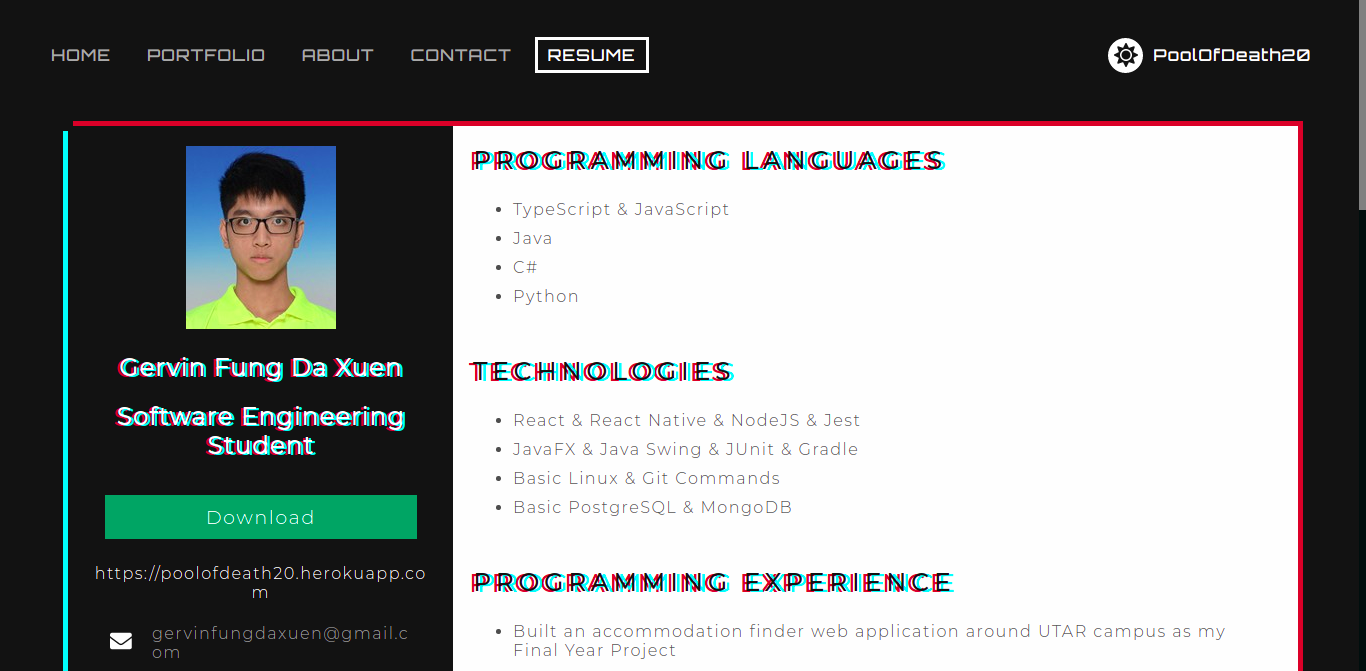 HOME PORTFOLIO ABOUT CONTACT RESUME PoolOfDeath20
Gervin Fung Da Xuen
Software Engineering
Student
Download
https://poolofdeath20.herokuapp.co
m
gervinfungdaxuen@gmail.c
om
PROGRAMMING LANGUAGES
TypeScript & JavaScript
Java
C#
Python
TECHNOLOGIES
React & React Native & NodeJS & Jest
JavaFX & Java Swing & JUnit & Gradle
Basic Linux & Git Commands
Basic PostgreSQL & MongoDB
PROGRAMMING EXPERIENCE
Built an accommodation finder web application around UTAR campus as my
Final Year Project